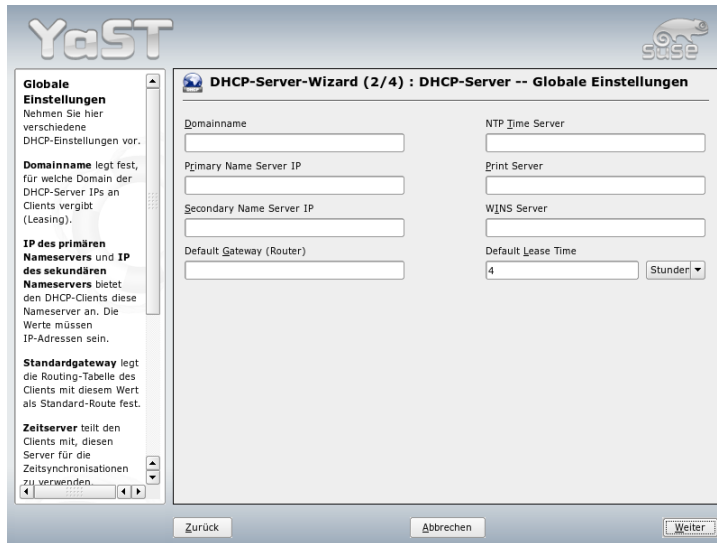 YaST
SUSE
Globale
Einstellungen
Nehmen Sie hier
verschiedene
DHCP-Einstellungen vor.
Domainname legt fest,
für welche Domain der
DHCP-Server IPs an
Clients vergibt
(Leasing).
IP des primären
Nameservers und IP
des sekundären
Nameservers bietet
den DHCP-Clients diese
Nameserver an. Die
Werte müssen
IP-Adressen sein.
Standardgateway legt
die Routing-Tabelle des
Clients mit diesem Wert
als Standard-Route fest.
Zeitserver teilt den
Clients mit, diesen
Server für die
Zeitsynchronisationen
zu verwenden.
DHCP-Server-Wizard (2/4) : DHCP-Server -- Globale Einstellungen
Domainname
Primary Name Server IP
Secondary Name Server IP
Default Gateway (Router)
NTP Time Server
Print Server
WINS Server
Default Lease Time
4 Stunden
Zurück Abbrechen Weiter